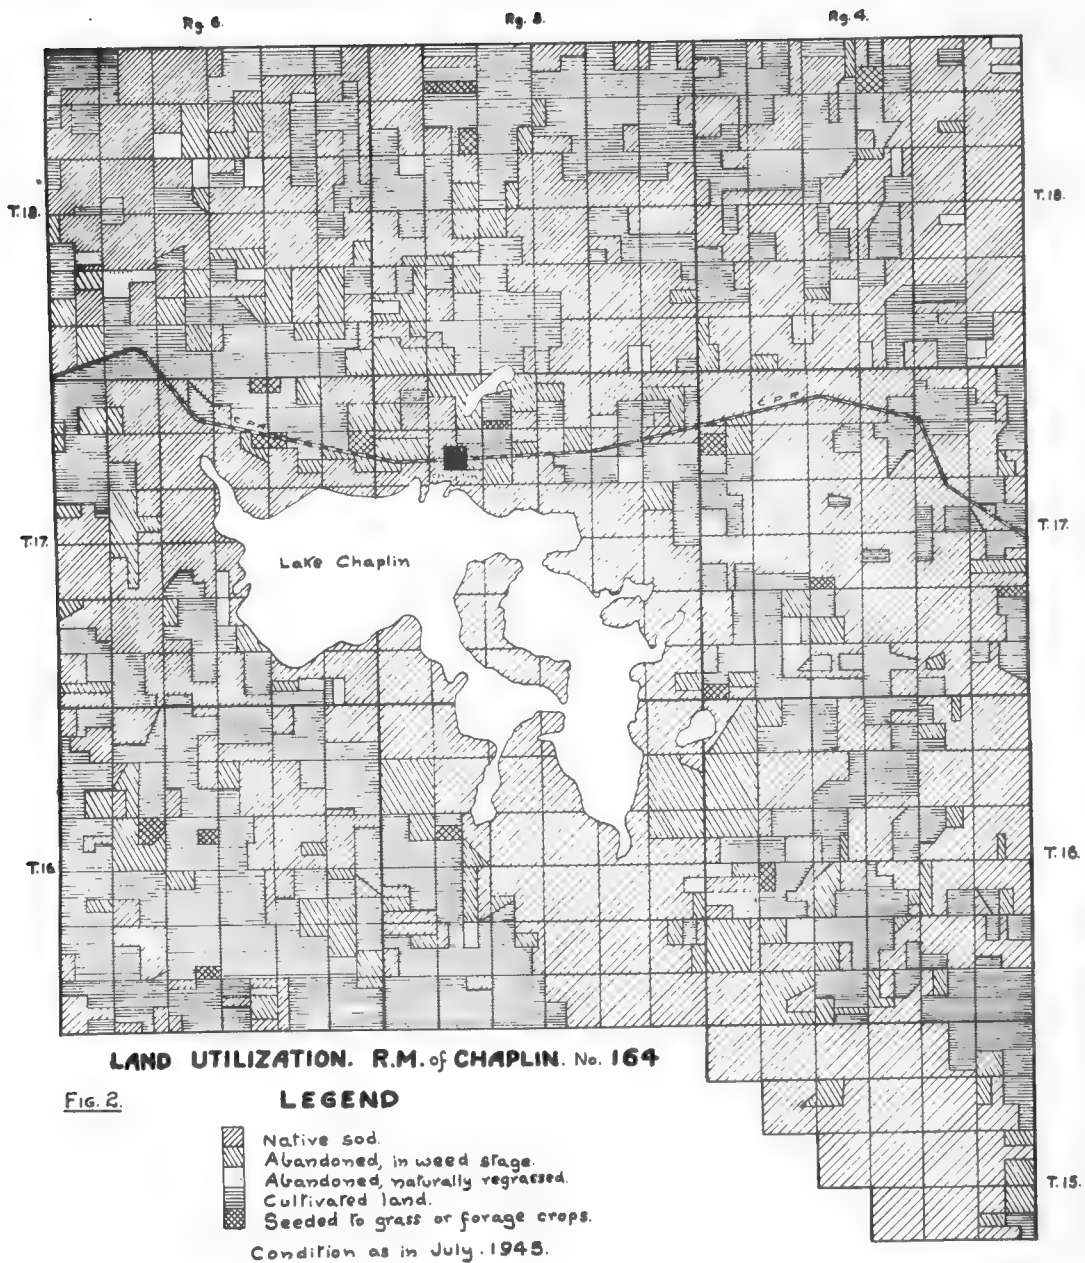 Rg. 6. Rg. 5. Rg. 4.
T.18. T.18.
C P R
C.P.R.
T.17. T.17.
Lake Chaplin
T.16. T.16.
LAND UTILIZATION. R.M. of CHAPLIN. No. 164
FIG. 2. LEGEND
Native sod.
Abandoned, in weed stage.
Abandoned, naturally regrassed.
Cultivated land.
Seeded to grass or forage crops.
T.15.
Condition as in July. 1945.